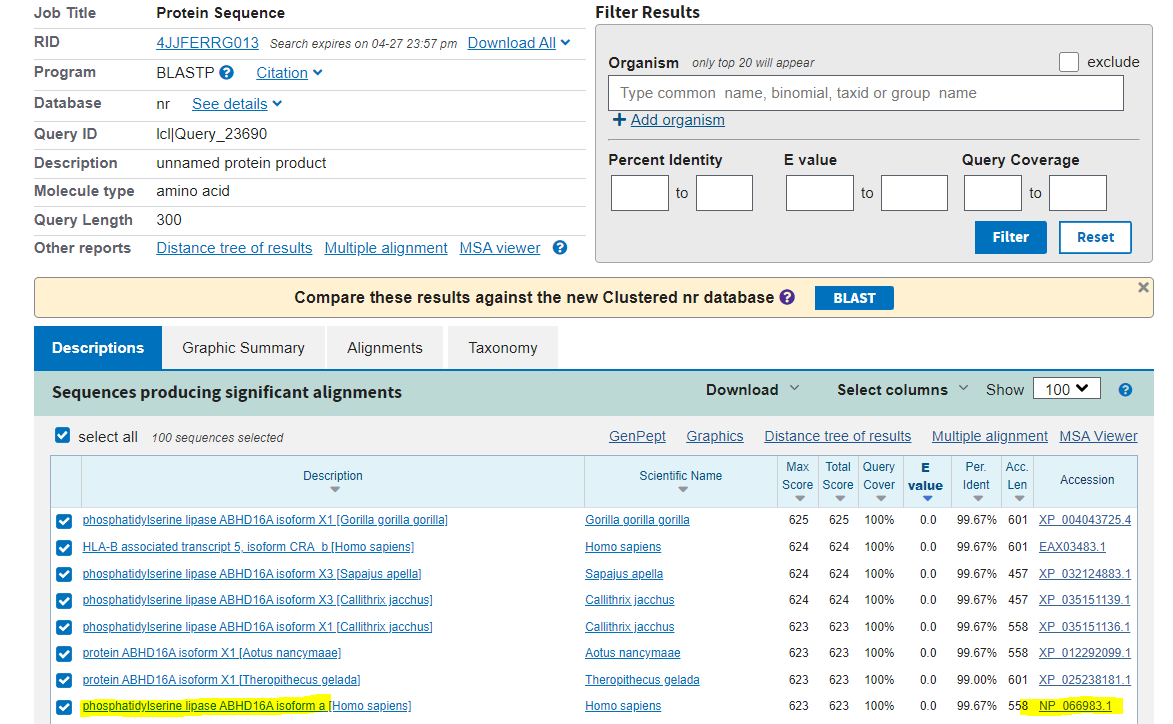 Job Title Protein Sequence
RID 4JJFERRG013 Search expires on 04-27 23:57 pm Download All
Program BLASTP ? Citation
Database nr See details
Query ID lcl|Query_23690
Description unnamed protein product
Molecule type amino acid
Query Length 300
Other reports Distance tree of results Multiple alignment MSA viewer ?
Filter Results
Organism only top 20 will appear exclude
Type common name, binomial, taxid or group name
+ Add organism
Percent Identity E value Query Coverage
to to to
Filter Reset
Compare these results against the new Clustered nr database ? BLAST ×
Descriptions Graphic Summary Alignments Taxonomy
Sequences producing significant alignments Download Select columns Show 100 ?
select all 100 sequences selected GenPept Graphics Distance tree of results Multiple alignment MSA Viewer
Description Scientific Name Max Score Total Score Query Cover E value Per. Ident Acc. Len Accession
phosphatidylserine lipase ABHD16A isoform X1 [Gorilla gorilla gorilla] Gorilla gorilla gorilla 625 625 100% 0.0 99.67% 601 XP_004043725.4
HLA-B associated transcript 5, isoform CRA_b [Homo sapiens] Homo sapiens 624 624 100% 0.0 99.67% 601 EAX03483.1
phosphatidylserine lipase ABHD16A isoform X3 [Sapajus apella] Sapajus apella 624 624 100% 0.0 99.67% 457 XP_032124883.1
phosphatidylserine lipase ABHD16A isoform X3 [Callithrix jacchus] Callithrix jacchus 624 624 100% 0.0 99.67% 457 XP_035151139.1
phosphatidylserine lipase ABHD16A isoform X1 [Callithrix jacchus] Callithrix jacchus 623 623 100% 0.0 99.67% 558 XP_035151136.1
protein ABHD16A isoform X1 [Aotus nancymaae] Aotus nancymaae 623 623 100% 0.0 99.67% 558 XP_012292099.1
protein ABHD16A isoform X1 [Theropithecus gelada] Theropithecus gelada 623 623 100% 0.0 99.00% 601 XP_025238181.1
phosphatidylserine lipase ABHD16A isoform a [Homo sapiens] Homo sapiens 623 623 100% 0.0 99.67% 558 NP_066983.1